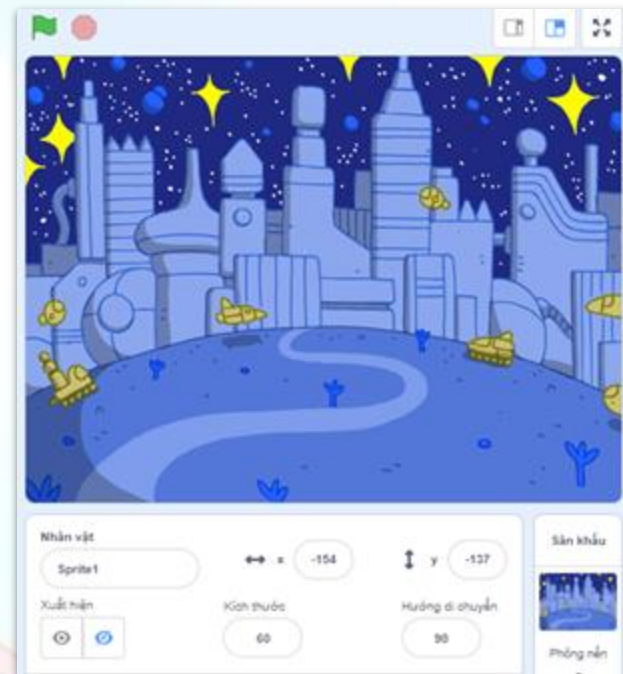 Nhân vật
Sprite1
x
-154
y
-137
Xuất hiện
Kích thước
60
Hướng di chuyển
90
Sân khấu
Phông nền